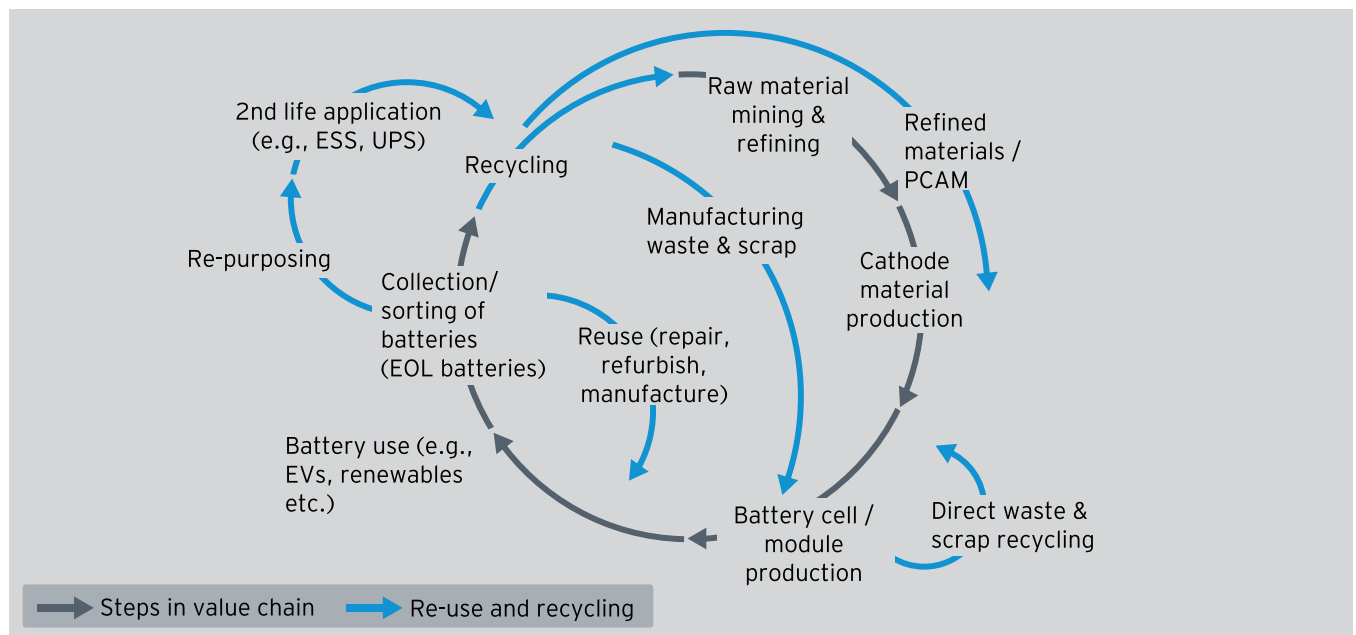 2nd life application
(e.g., ESS, UPS)
Recycling
Raw material
mining &
refining
Refined
materials /
PCAM
Manufacturing
waste & scrap
Re-purposing
Collection/
sorting of
batteries
(EOL batteries)
Cathode
material
production
Reuse (repair,
refurbish,
manufacture)
Battery use (e.g.,
EVs, renewables
etc.)
Battery cell /
module
production
Direct waste &
scrap recycling
Steps in value chain
Re-use and recycling